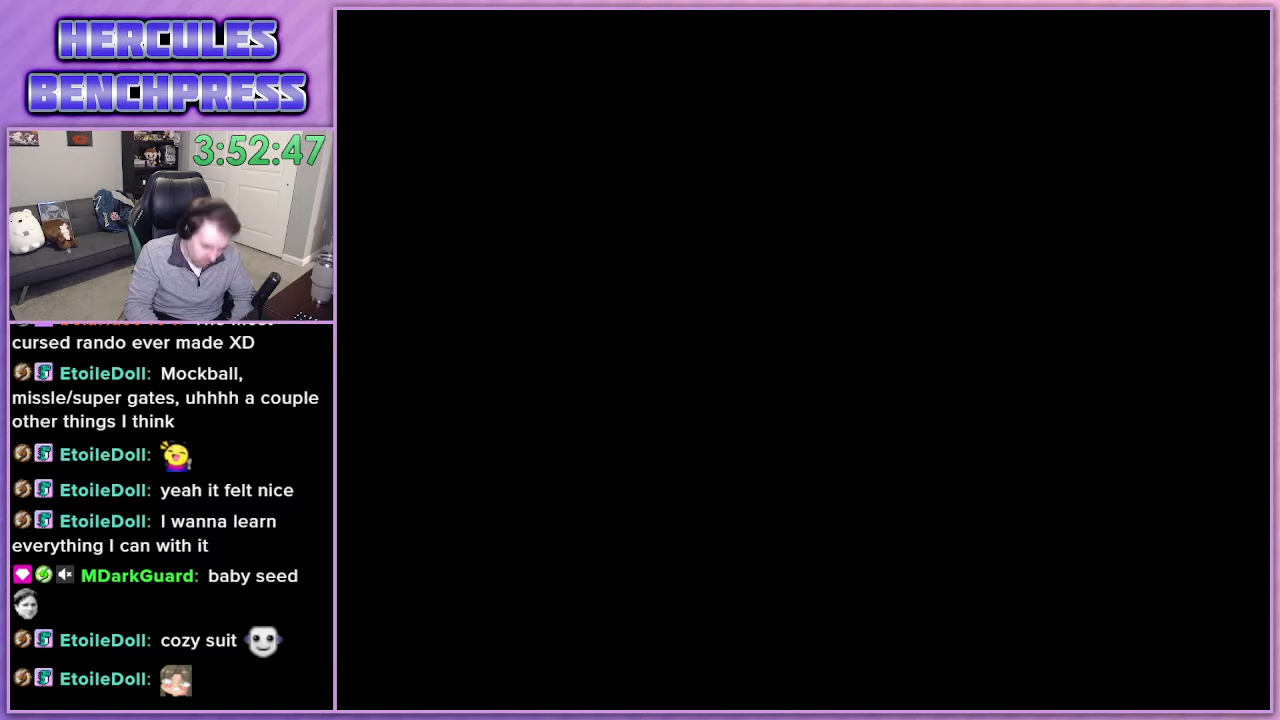 HERCULES
BENCHPRESS
3:52:47
cursed rando ever made XD
EtoileDoll: Mockball,
missle/super gates, uhhhh a couple
other things I think
EtoileDoll:
EtoileDoll: yeah it felt nice
EtoileDoll: I wanna learn
everything I can with it
MDarkGuard: baby seed
EtoileDoll: cozy suit
EtoileDoll: